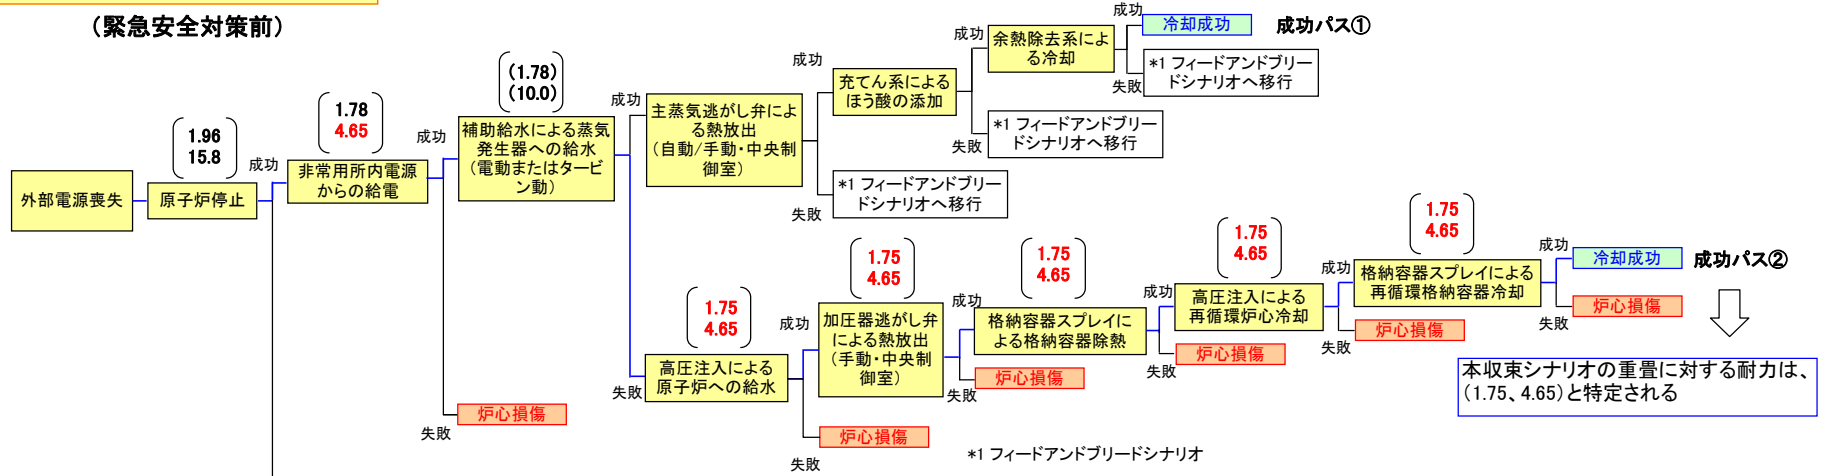 (緊急安全対策前)
外部電源喪失
1.96
15.8
原子炉停止
成功
1.78
4.65
非常用所内電源
からの給電
成功
失敗
炉心損傷
(1.78)
(10.0)
補助給水による蒸気
発生器への給水
(電動またはタービ
ン動)
成功
失敗
主蒸気逃がし弁によ
る熱放出
(自動/手動・中央制
御室)
成功
失敗
*1 フィードアンドブリー
ドシナリオへ移行
充てん系による
ほう酸の添加
成功
失敗
*1 フィードアンドブリー
ドシナリオへ移行
余熱除去系によ
る冷却
成功
冷却成功
成功パス①
失敗
*1 フィードアンドブリー
ドシナリオへ移行
1.75
4.65
高圧注入による
原子炉への給水
成功
失敗
炉心損傷
1.75
4.65
加圧器逃がし弁
による熱放出
(手動・中央制
御室)
成功
失敗
炉心損傷
1.75
4.65
格納容器スプレイに
よる格納容器除熱
成功
失敗
炉心損傷
1.75
4.65
高圧注入による
再循環炉心冷却
成功
失敗
炉心損傷
1.75
4.65
格納容器スプレイによる
再循環格納容器冷却
成功
冷却成功
成功パス②
失敗
炉心損傷
本収束シナリオの重畳に対する耐力は、
(1.75、4.65)と特定される
*1 フィードアンドブリードシナリオ